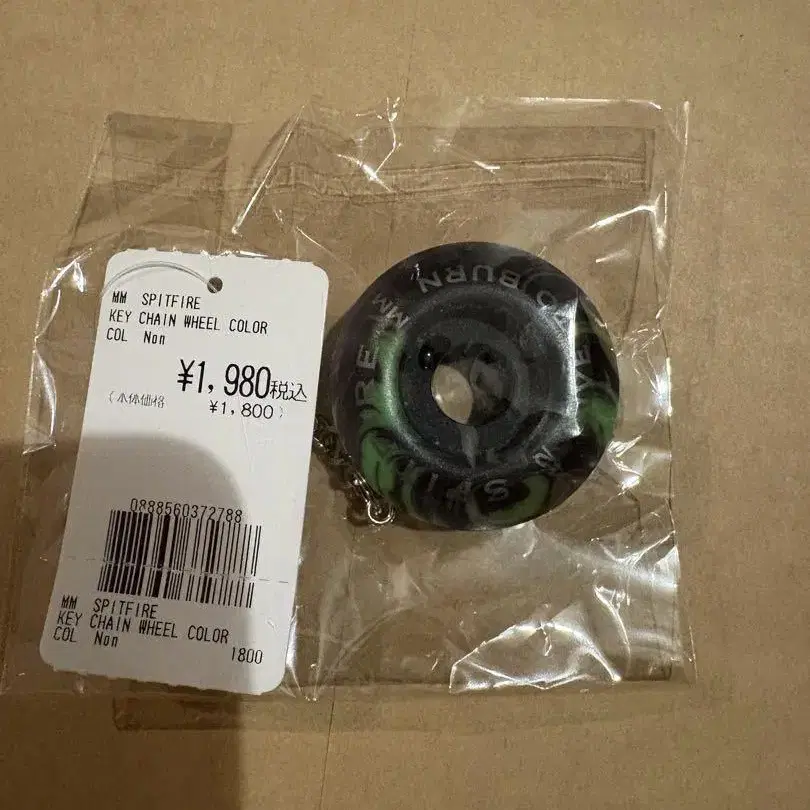 MM SPITFIRE
KEY CHAIN WHEEL COLOR
COL Non
¥1,980税込
(本体価格 ¥1,800)
0888560372788
MM SPITFIRE
KEY CHAIN WHEEL COLOR
COL Non
1800
BURN
MM